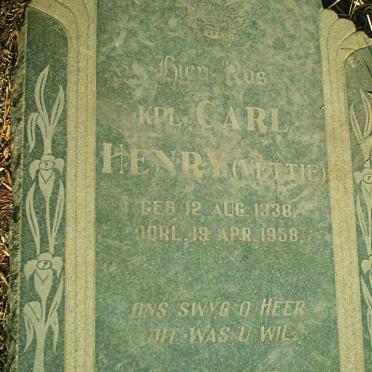 Hier Rus
KPL. CARL
HENRY (VETTIE)
GEB. 12 AUG. 1938.
OORL. 19 APR. 1958.
ONS SWYG O HEER
DIT WAS U WIL.